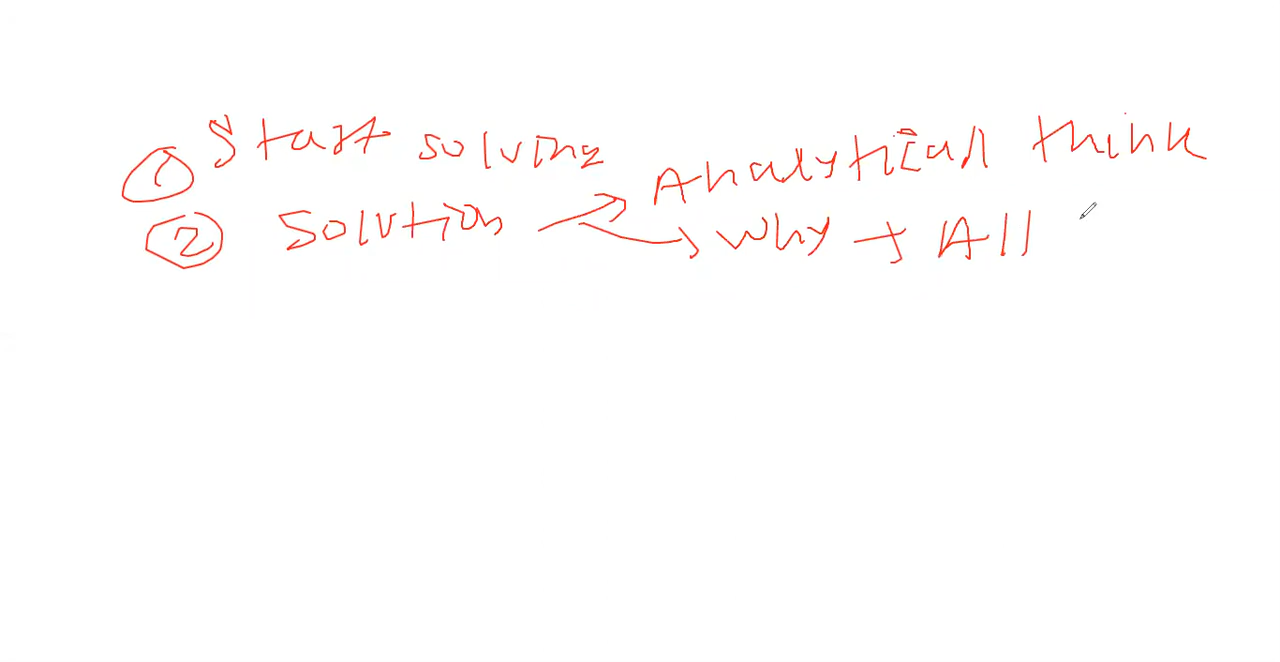 ① Start solving
② Solution → Analytical think
→ Why → All